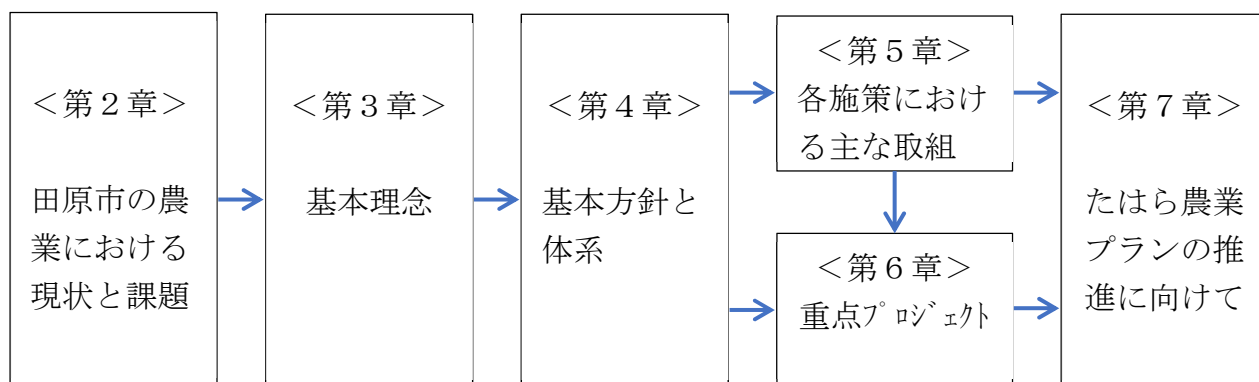 ＜第２章＞
田原市の農
業における
現状と課題
＜第３章＞
基本理念
＜第４章＞
基本方針と
体系
＜第５章＞
各施策におけ
る主な取組
＜第６章＞
重点ﾌﾟﾛｼﾞｪｸﾄ
＜第７章＞
たはら農業
プランの推
進に向けて